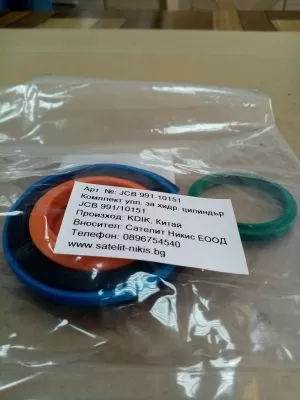 Арт. №: JCB 991-10151
Комплект упл. за хидр. цилиндър
JCB 991/10151
Произход: KDIK, Китай
Вносител: Сателит Никис ЕООД
Телефон: 0896754540
www.satelit-nikis.bg